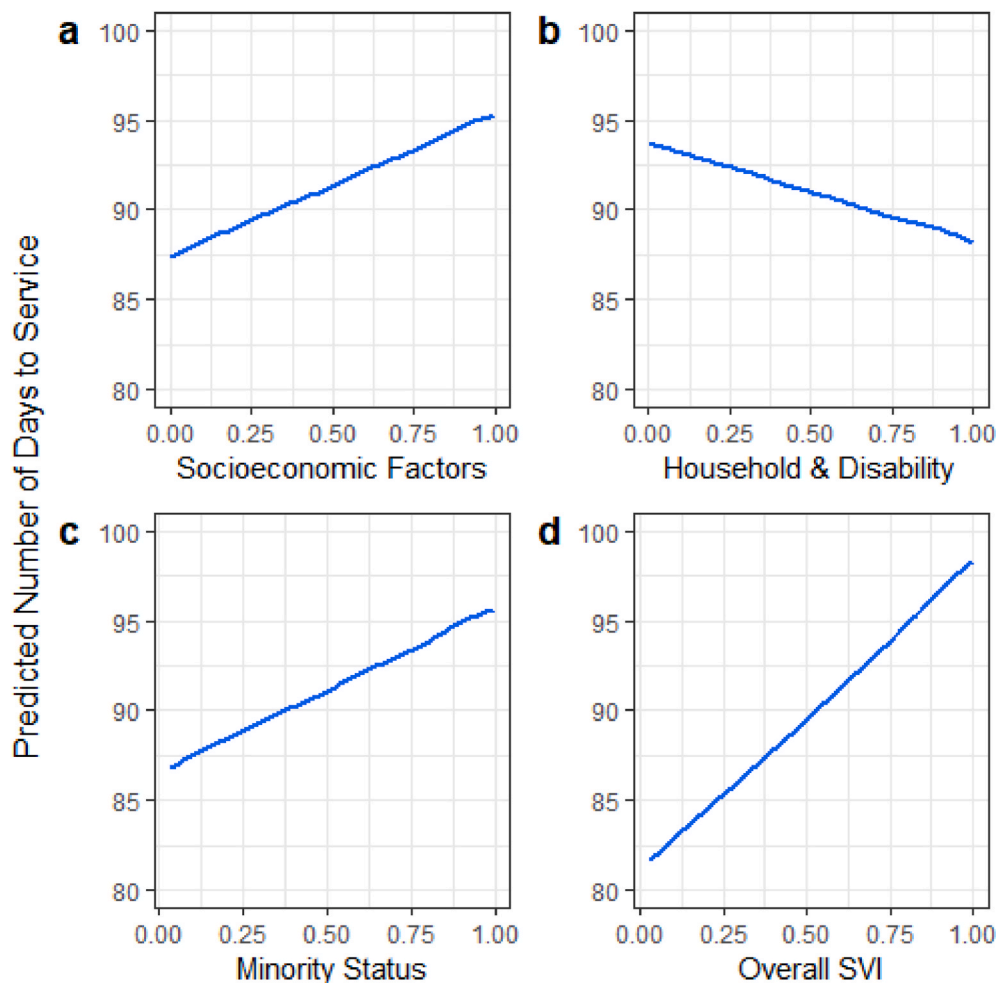 Predicted Number of Days to Service
a
100
95
90
85
80
0.00 0.25 0.50 0.75 1.00
Socioeconomic Factors
b
100
95
90
85
80
0.00 0.25 0.50 0.75 1.00
Household & Disability
c
100
95
90
85
80
0.00 0.25 0.50 0.75 1.00
Minority Status
d
100
95
90
85
80
0.00 0.25 0.50 0.75 1.00
Overall SVI